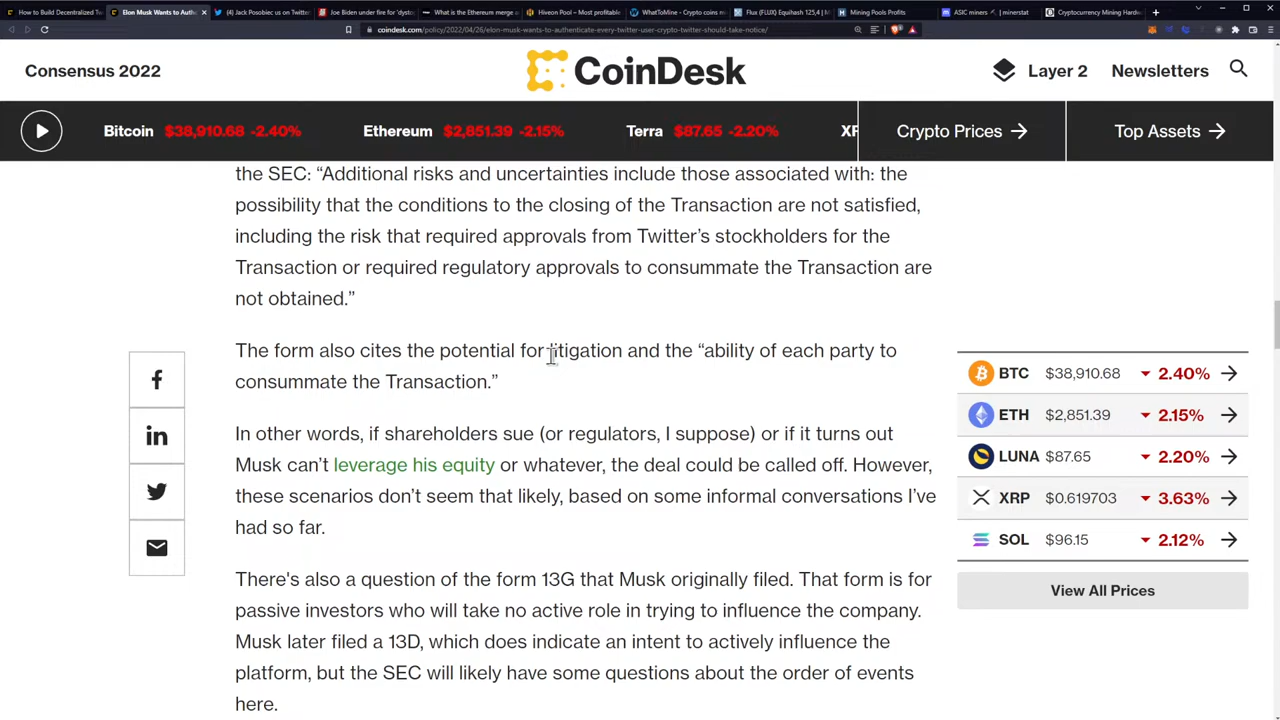 How to Build Decentralized Tw
Elon Musk Wants to Authe
(4) Jack Posobiec us on Twitter
Joe Biden under fire for 'dysto
What is the Ethereum merge a
Hiveon Pool – Most profitable
WhatToMine - Crypto coins m
Flux (FLUX) Equihash 125,4 | M
Mining Pools Profits
ASIC miners ⛏ | minerstat
Cryptocurrency Mining Hardw
coindesk.com/policy/2022/04/26/elon-musk-wants-to-authenticate-every-twitter-user-crypto-twitter-should-take-notice/
Consensus 2022
CoinDesk
Layer 2
Newsletters
Bitcoin $38,910.68 -2.40%
Ethereum $2,851.39 -2.15%
Terra $87.65 -2.20%
XR
Crypto Prices
Top Assets
the SEC: “Additional risks and uncertainties include those associated with: the
possibility that the conditions to the closing of the Transaction are not satisfied,
including the risk that required approvals from Twitter’s stockholders for the
Transaction or required regulatory approvals to consummate the Transaction are
not obtained.”
The form also cites the potential for litigation and the “ability of each party to
consummate the Transaction.”
In other words, if shareholders sue (or regulators, I suppose) or if it turns out
Musk can’t leverage his equity or whatever, the deal could be called off. However,
these scenarios don’t seem that likely, based on some informal conversations I’ve
had so far.
There's also a question of the form 13G that Musk originally filed. That form is for
passive investors who will take no active role in trying to influence the company.
Musk later filed a 13D, which does indicate an intent to actively influence the
platform, but the SEC will likely have some questions about the order of events
here.
BTC $38,910.68 2.40%
ETH $2,851.39 2.15%
LUNA $87.65 2.20%
XRP $0.619703 3.63%
SOL $96.15 2.12%
View All Prices